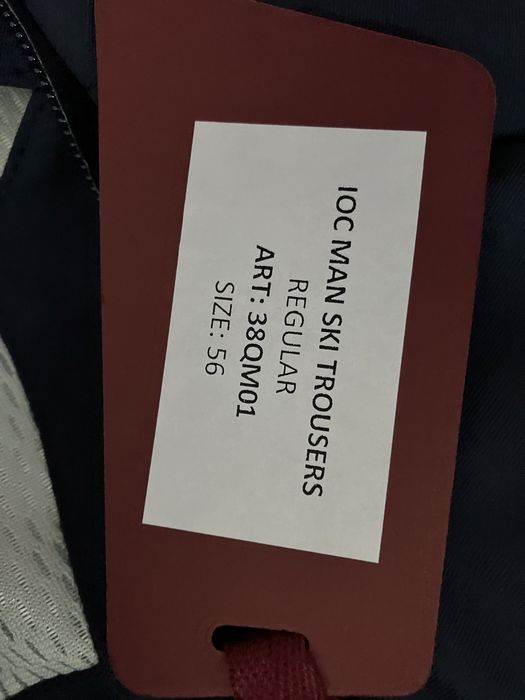 IOC MAN SKI TROUSERS
REGULAR
ART: 38QM01
SIZE: 56